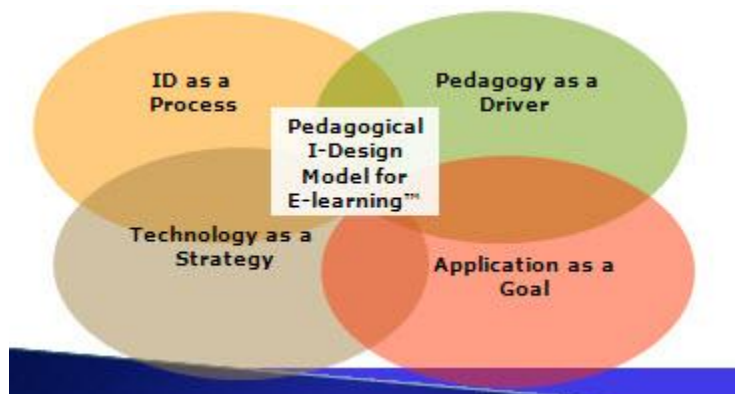 ID as a
Process
Pedagogy as a
Driver
Pedagogical
I-Design
Model for
E-learning™
Technology as a
Strategy
Application as a
Goal